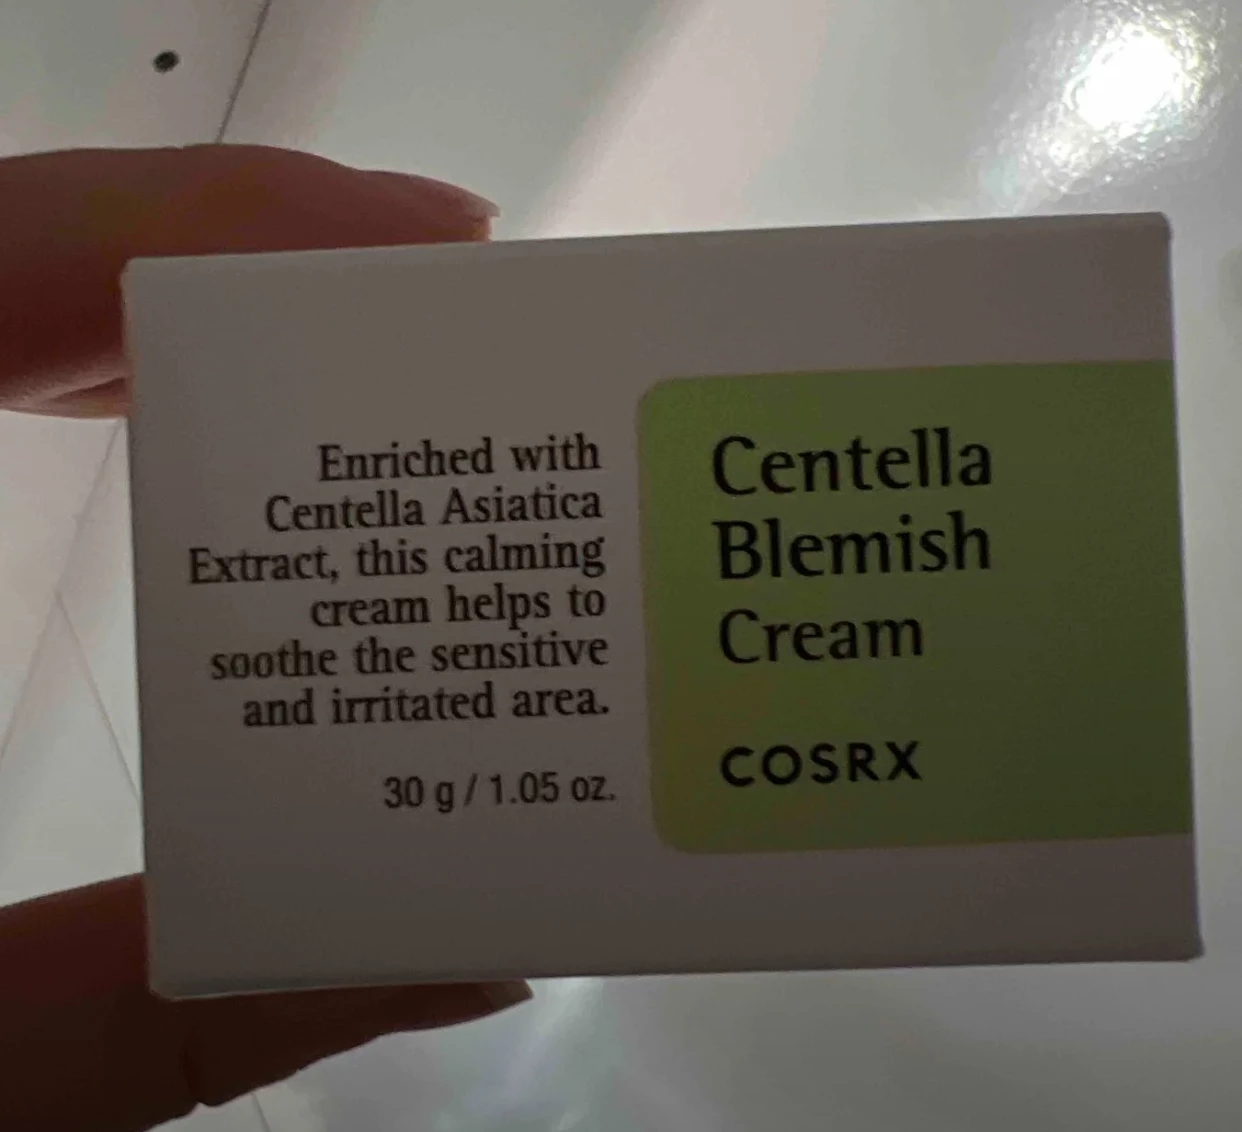 Enriched with
Centella Asiatica
Extract, this calming
cream helps to
soothe the sensitive
and irritated area.
30 g / 1.05 oz.
Centella
Blemish
Cream
COSRX